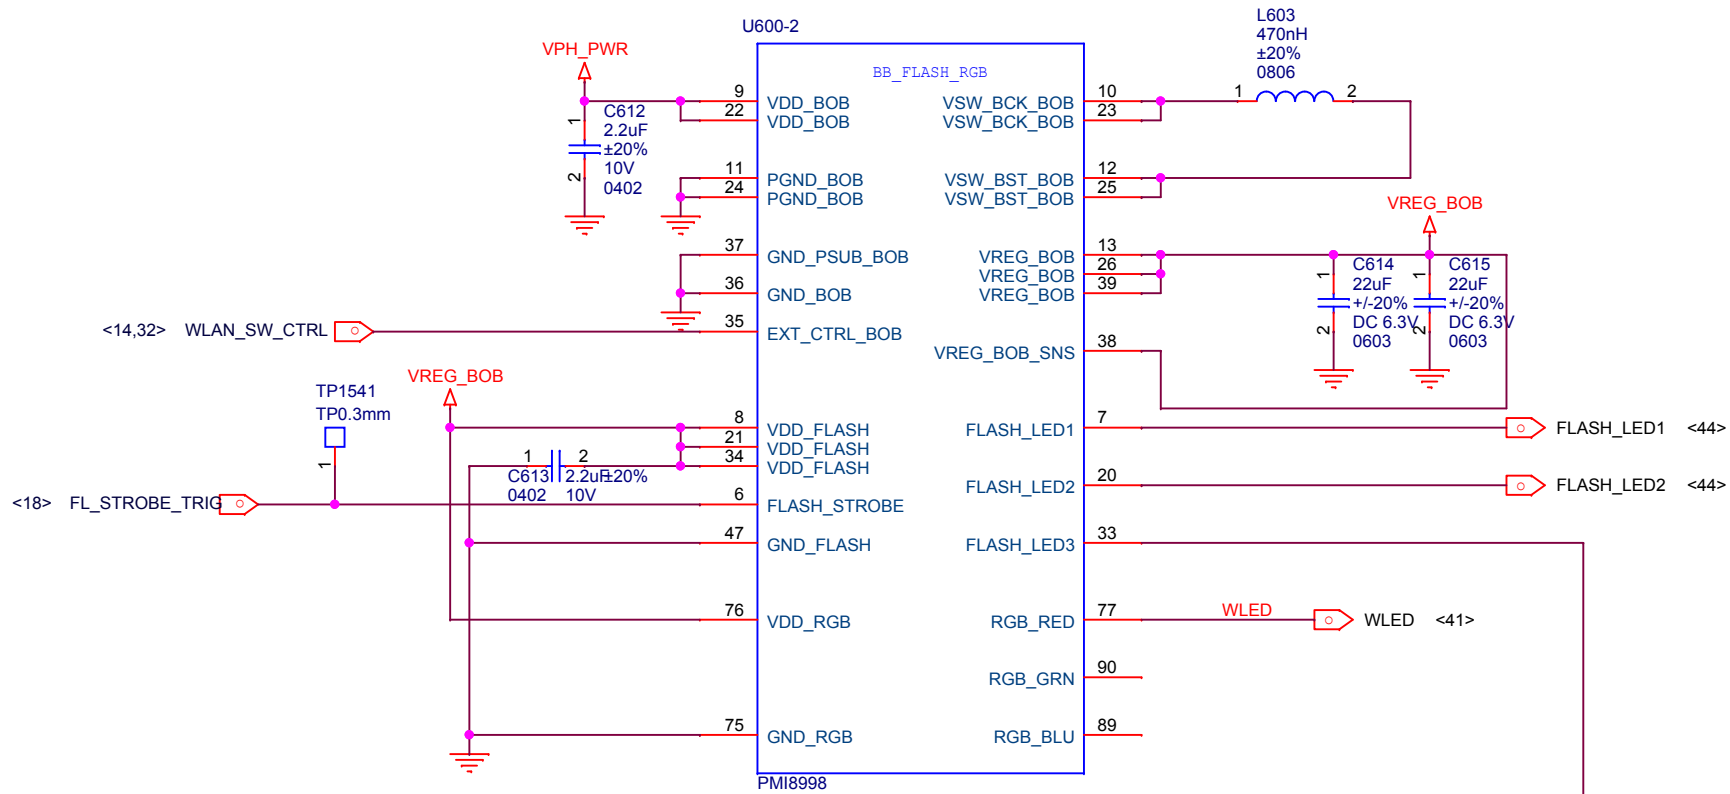 U600-2
BB_FLASH_RGB
PMI8998
VPH_PWR
C612
2.2uF
±20%
10V
0402
1
2
9 VDD_BOB
22 VDD_BOB
11 PGND_BOB
24 PGND_BOB
37 GND_PSUB_BOB
36 GND_BOB
<14,32> WLAN_SW_CTRL
35 EXT_CTRL_BOB
VREG_BOB
TP1541
TP0.3mm
1
8 VDD_FLASH
21 VDD_FLASH
34 VDD_FLASH
1 2
C613 2.2uF±20%
0402 10V
<18> FL_STROBE_TRIG
6 FLASH_STROBE
47 GND_FLASH
76 VDD_RGB
75 GND_RGB
L603
470nH
±20%
0806
1 2
VSW_BCK_BOB 10
VSW_BCK_BOB 23
VSW_BST_BOB 12
VSW_BST_BOB 25
VREG_BOB
VREG_BOB 13
VREG_BOB 26
VREG_BOB 39
C614
22uF
+/-20%
DC 6.3V
0603
1
2
C615
22uF
+/-20%
DC 6.3V
0603
1
2
VREG_BOB_SNS 38
FLASH_LED1 7
FLASH_LED1 <44>
FLASH_LED2 20
FLASH_LED2 <44>
FLASH_LED3 33
RGB_RED 77
WLED
WLED <41>
RGB_GRN 90
RGB_BLU 89